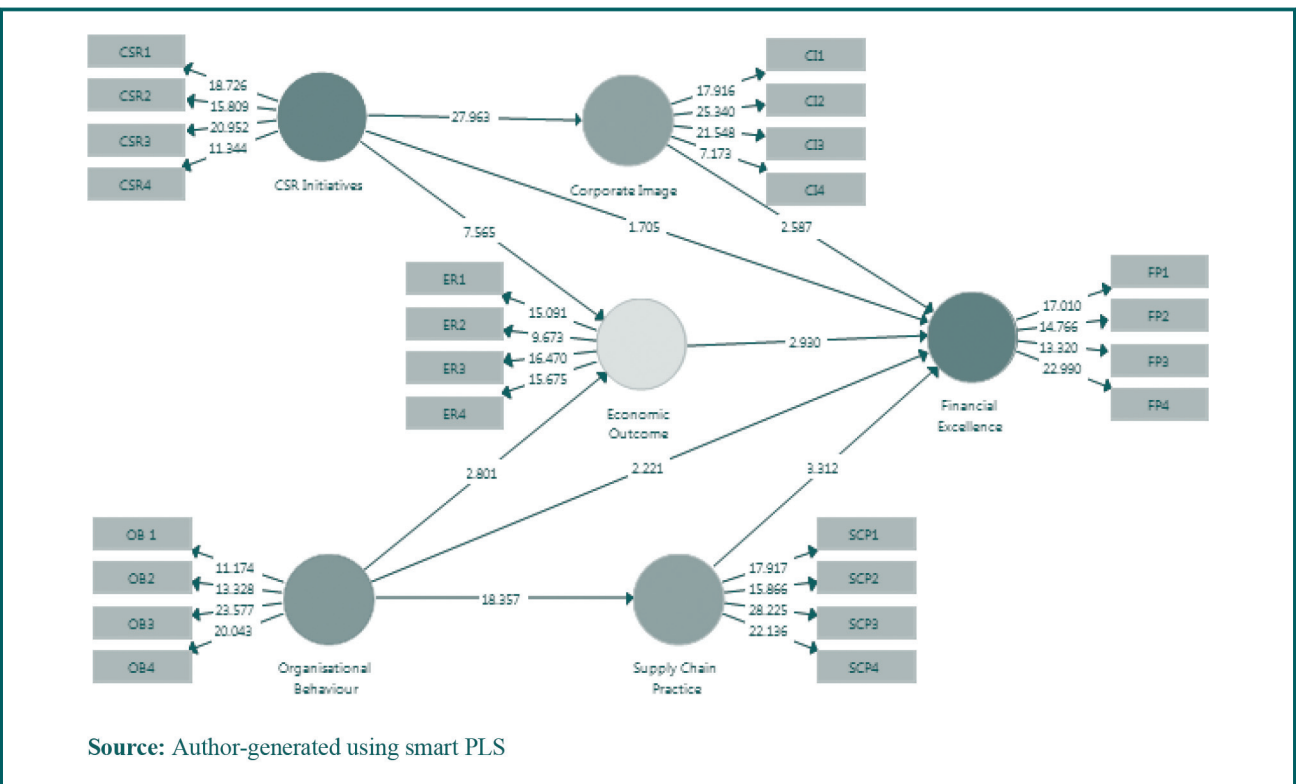 CSR1
CSR2
CSR3
CSR4
18.726
15.809
20.952
11.344
CSR Initiatives
27.963
CI1
CI2
CI3
CI4
17.916
25.340
21.548
7.173
Corporate Image
7.565
1.705
2.587
ER1
ER2
ER3
ER4
15.091
9.673
16.470
15.675
Economic
Outcome
2.930
FP1
FP2
FP3
FP4
17.010
14.766
13.320
22.990
Financial
Excellence
2.801
2.221
3.312
OB 1
OB2
OB3
OB4
11.174
13.328
23.577
20.043
Organisational
Behaviour
18.357
SCP1
SCP2
SCP3
SCP4
17.917
15.866
28.225
22.136
Supply Chain
Practice
Source: Author-generated using smart PLS